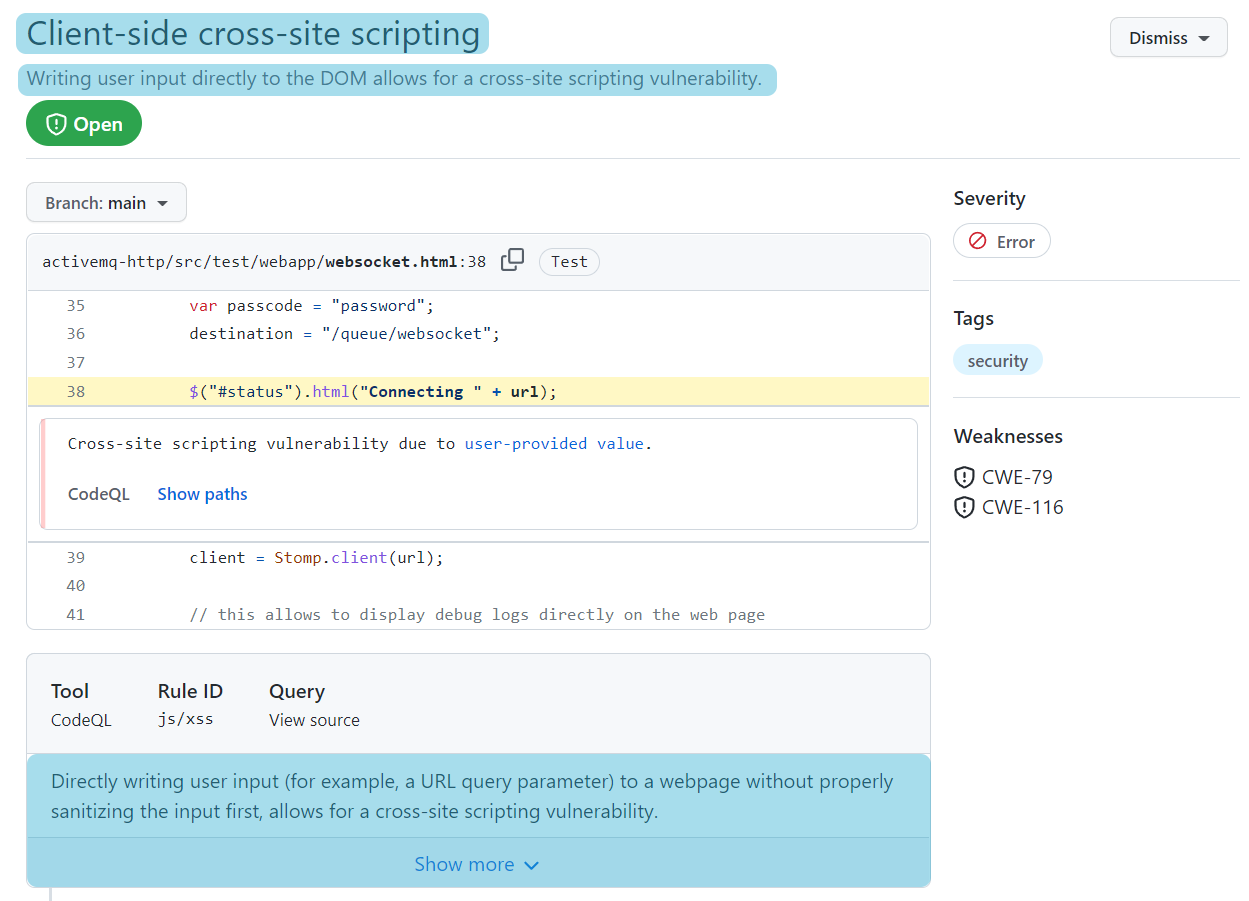 Client-side cross-site scripting
Dismiss
Writing user input directly to the DOM allows for a cross-site scripting vulnerability.
Open
Branch: main
activemq-http/src/test/webapp/websocket.html:38 Test
35 var passcode = "password";
36 destination = "/queue/websocket";
37
38 $("#status").html("Connecting " + url);
Cross-site scripting vulnerability due to user-provided value.
CodeQL Show paths
39 client = Stomp.client(url);
40
41 // this allows to display debug logs directly on the web page
Tool Rule ID Query
CodeQL js/xss View source
Directly writing user input (for example, a URL query parameter) to a webpage without properly
sanitizing the input first, allows for a cross-site scripting vulnerability.
Show more
Severity
Error
Tags
security
Weaknesses
CWE-79
CWE-116